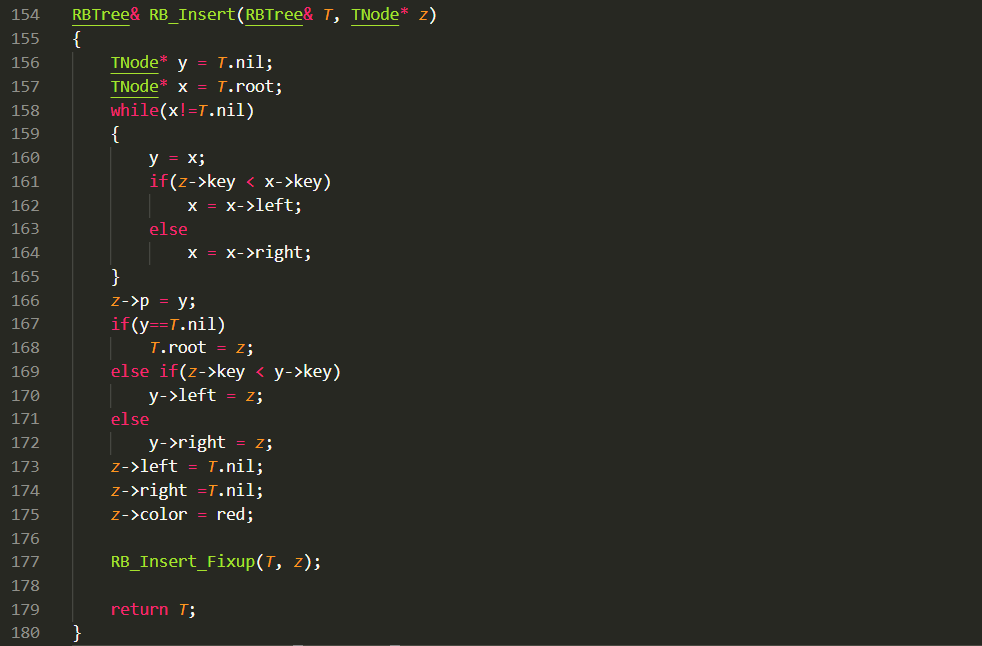 154 RBTree& RB_Insert(RBTree& T, TNode* z)
155 {
156     TNode* y = T.nil;
157     TNode* x = T.root;
158     while(x!=T.nil)
159     {
160         y = x;
161         if(z->key < x->key)
162             x = x->left;
163         else
164             x = x->right;
165     }
166     z->p = y;
167     if(y==T.nil)
168         T.root = z;
169     else if(z->key < y->key)
170         y->left = z;
171     else
172         y->right = z;
173     z->left = T.nil;
174     z->right =T.nil;
175     z->color = red;
176
177     RB_Insert_Fixup(T, z);
178
179     return T;
180 }